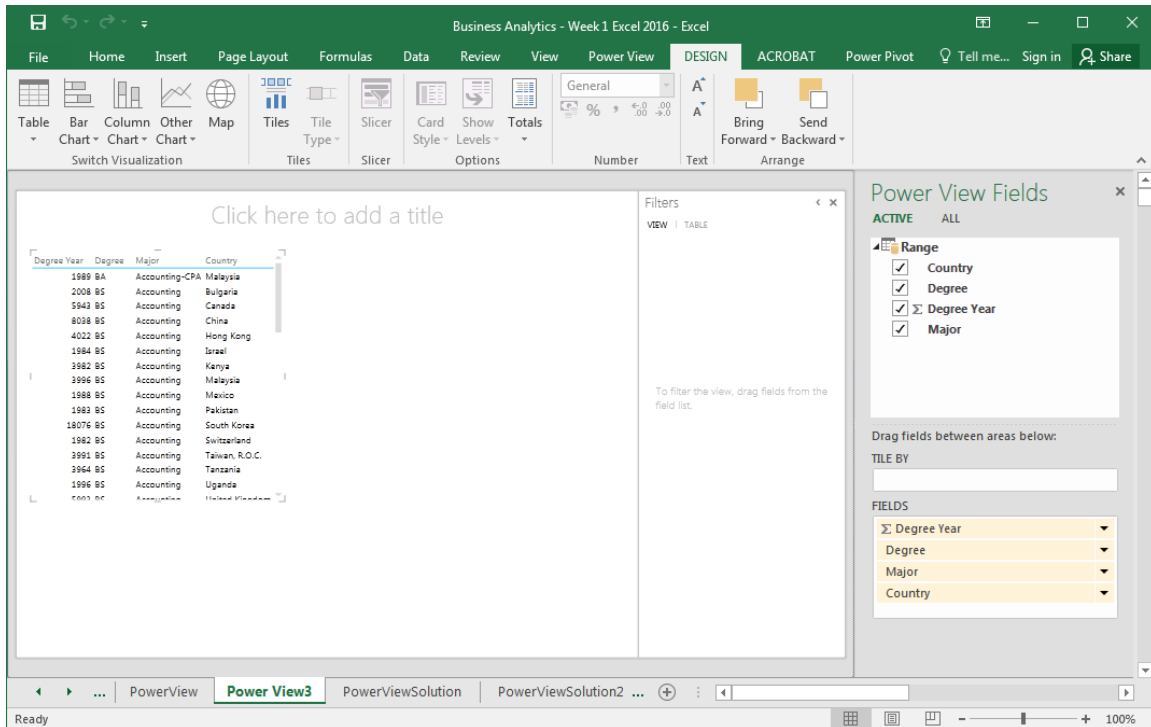 Business Analytics - Week 1 Excel 2016 - Excel
File Home Insert Page Layout Formulas Data Review View Power View DESIGN ACROBAT Power Pivot Tell me... Sign in Share
Table Bar Chart Column Chart Other Chart Map Tiles Tile Type Slicer Card Style Show Levels Totals General % , .00 .00 A A Bring Forward Send Backward
Switch Visualization Tiles Slicer Options Number Text Arrange
Click here to add a title
Degree Year Degree Major Country
1989 BA Accounting-CPA Malaysia
2008 BS Accounting Bulgaria
5943 BS Accounting Canada
8038 BS Accounting China
4022 BS Accounting Hong Kong
1984 BS Accounting Israel
3982 BS Accounting Kenya
3996 BS Accounting Malaysia
1988 BS Accounting Mexico
1983 BS Accounting Pakistan
18076 BS Accounting South Korea
1982 BS Accounting Switzerland
3991 BS Accounting Taiwan, R.O.C.
3964 BS Accounting Tanzania
1996 BS Accounting Uganda
Accounting United Kingdom
Filters
VIEW | TABLE
To filter the view, drag fields from the
field list.
Power View Fields
ACTIVE ALL
Range
Country
Degree
Σ Degree Year
Major
Drag fields between areas below:
TILE BY
FIELDS
Σ Degree Year
Degree
Major
Country
... PowerView Power View3 PowerViewSolution PowerViewSolution2 ...
Ready 100%